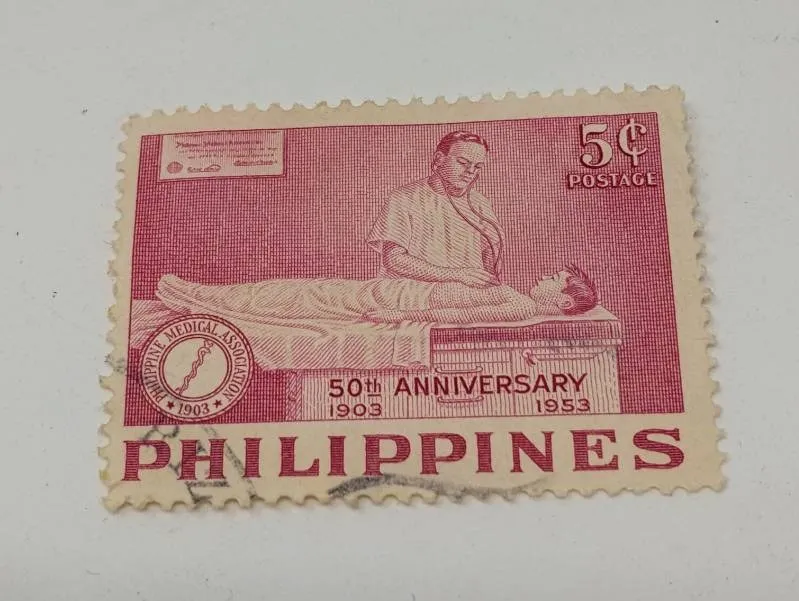 5¢
POSTAGE
PHILIPPINE MEDICAL ASSOCIATION
★ 1903 ★
50th ANNIVERSARY
1903 1953
PHILIPPINES